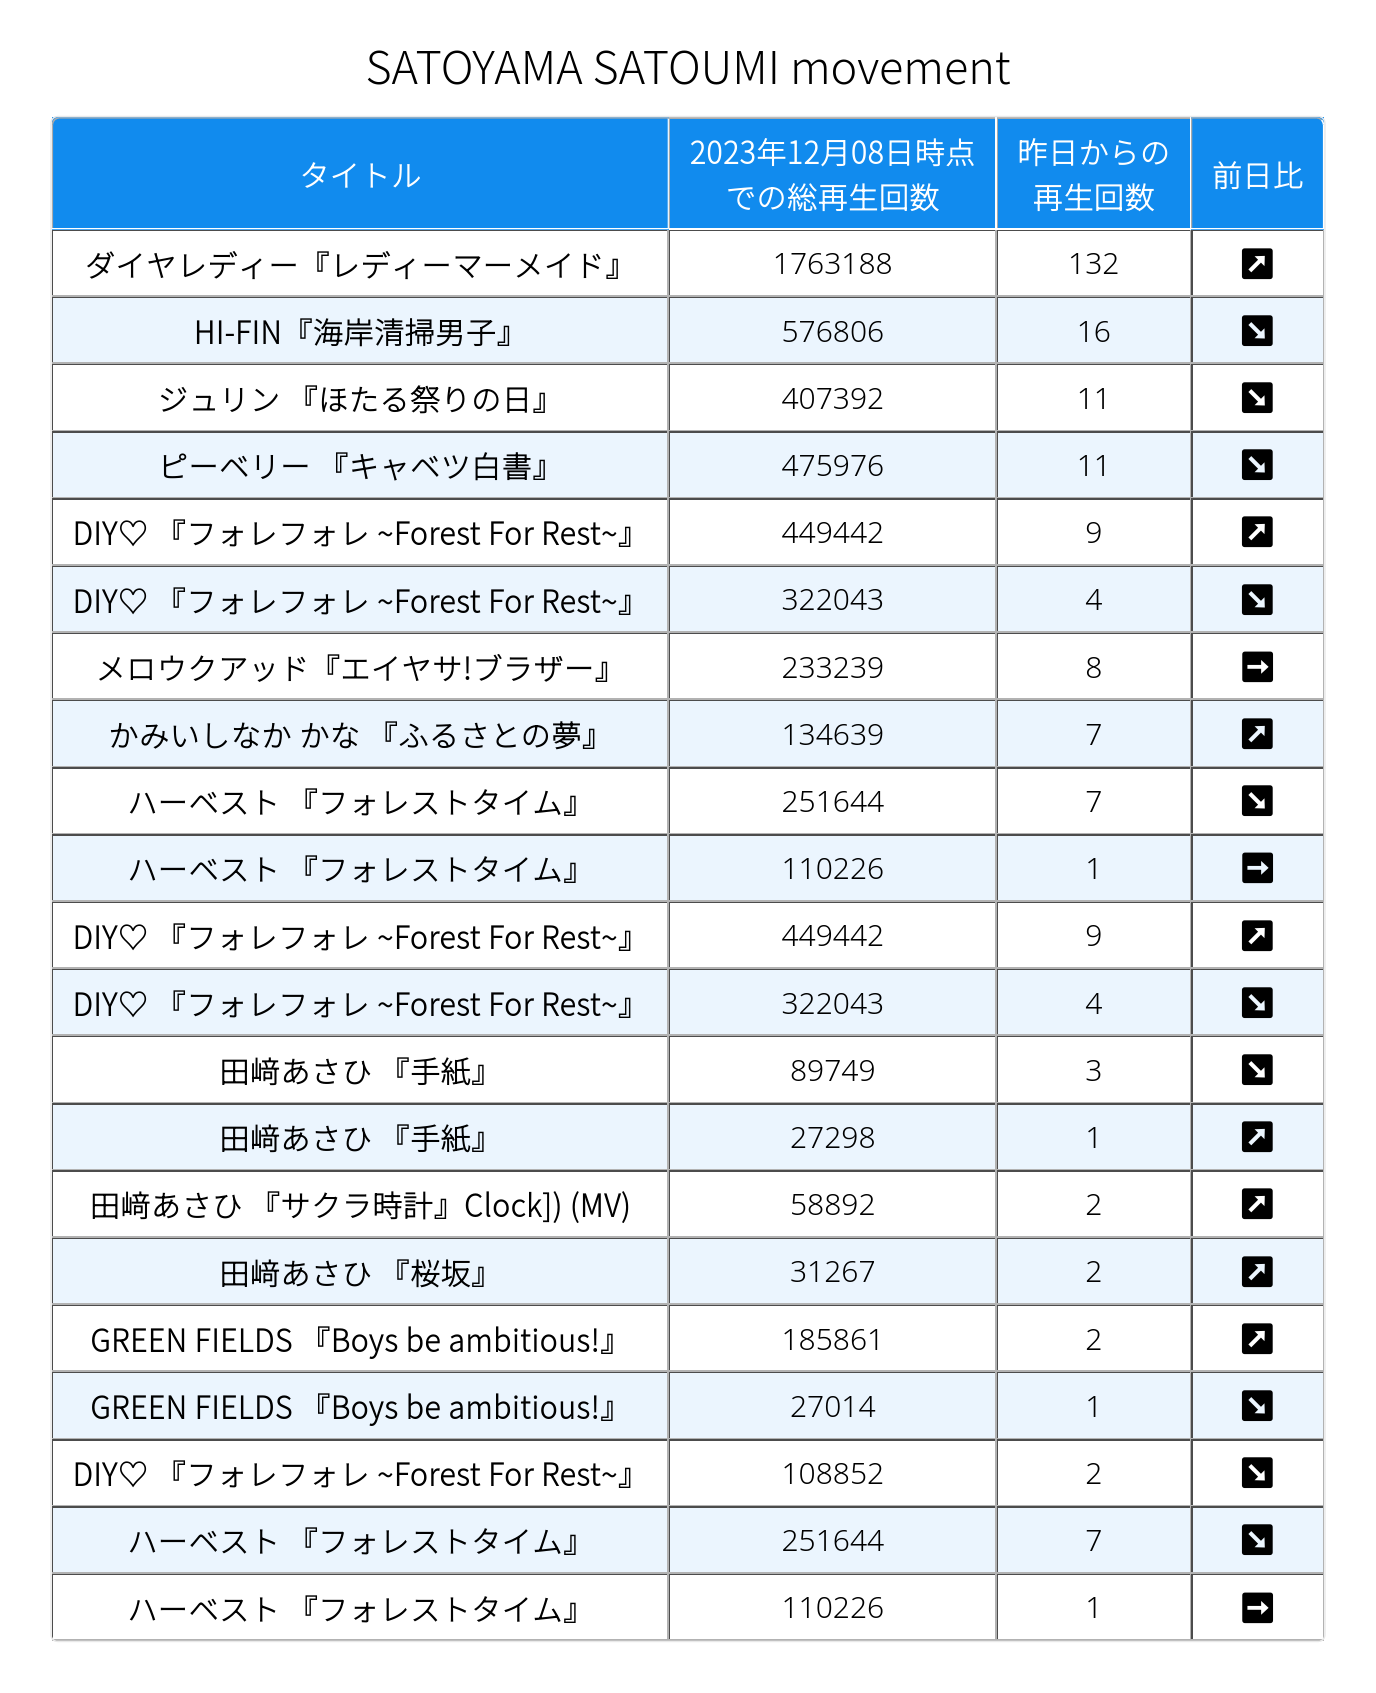 SATOYAMA SATOUMI movement
タイトル 2023年12月08日時点での総再生回数 昨日からの再生回数 前日比
ダイヤレディー『レディーマーメイド』 1763188 132 ↗
HI-FIN『海岸清掃男子』 576806 16 ↘
ジュリン 『ほたる祭りの日』 407392 11 ↘
ピーベリー 『キャベツ白書』 475976 11 ↘
DIY♡ 『フォレフォレ ~Forest For Rest~』 449442 9 ↗
DIY♡ 『フォレフォレ ~Forest For Rest~』 322043 4 ↘
メロウクアッド『エイヤサ!ブラザー』 233239 8 →
かみいしなか かな 『ふるさとの夢』 134639 7 ↗
ハーベスト 『フォレストタイム』 251644 7 ↘
ハーベスト 『フォレストタイム』 110226 1 →
DIY♡ 『フォレフォレ ~Forest For Rest~』 449442 9 ↗
DIY♡ 『フォレフォレ ~Forest For Rest~』 322043 4 ↘
田﨑あさひ 『手紙』 89749 3 ↘
田﨑あさひ 『手紙』 27298 1 ↗
田﨑あさひ 『サクラ時計』Clock]) (MV) 58892 2 ↗
田﨑あさひ 『桜坂』 31267 2 ↗
GREEN FIELDS 『Boys be ambitious!』 185861 2 ↗
GREEN FIELDS 『Boys be ambitious!』 27014 1 ↘
DIY♡ 『フォレフォレ ~Forest For Rest~』 108852 2 ↘
ハーベスト 『フォレストタイム』 251644 7 ↘
ハーベスト 『フォレストタイム』 110226 1 →